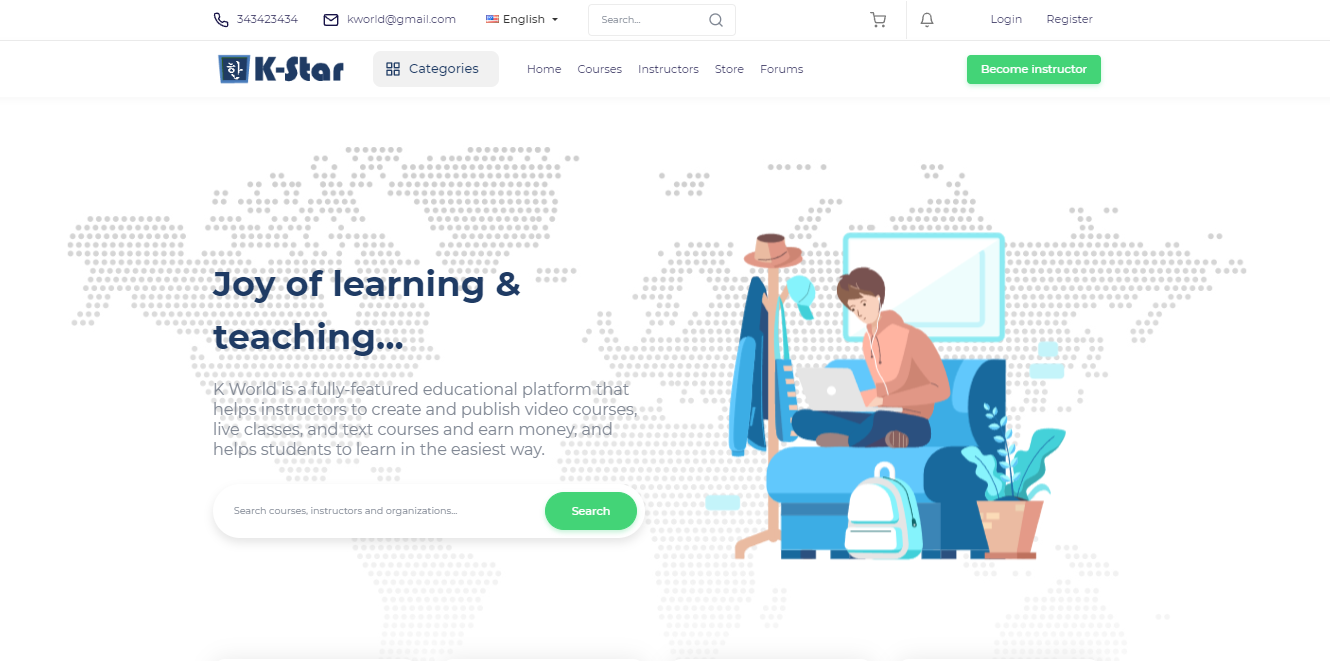 343423434 kworld@gmail.com English Search... Login Register
K-Star Categories Home Courses Instructors Store Forums Become instructor
Joy of learning &
teaching...
K World is a fully-featured educational platform that
helps instructors to create and publish video courses,
live classes, and text courses and earn money, and
helps students to learn in the easiest way.
Search courses, instructors and organizations... Search